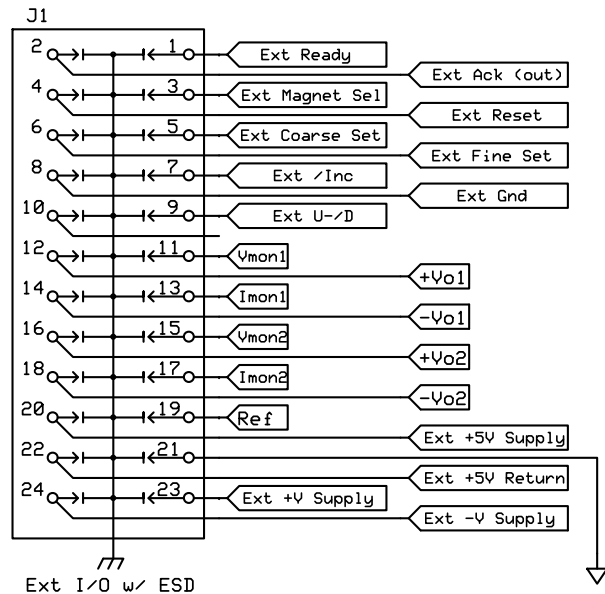 J1
2 1 Ext Ready
Ext Ack (out)
4 3 Ext Magnet Sel
Ext Reset
6 5 Ext Coarse Set
Ext Fine Set
8 7 Ext /Inc
Ext Gnd
10 9 Ext U-/D
12 11 Vmon1
+Vo1
14 13 Imon1
-Vo1
16 15 Vmon2
+Vo2
18 17 Imon2
-Vo2
20 19 Ref
Ext +5V Supply
22 21
Ext +5V Return
24 23 Ext +V Supply
Ext -V Supply
Ext I/O w/ ESD